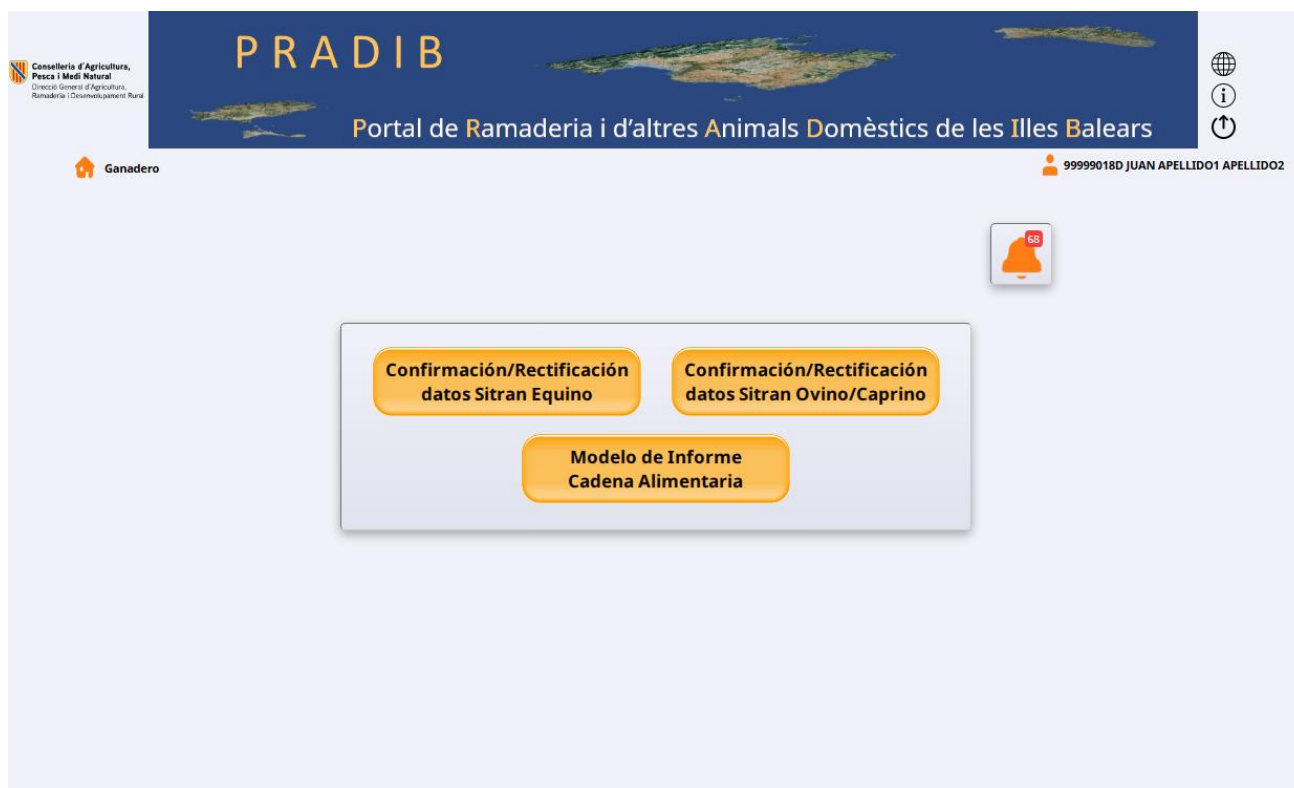 Conselleria d'Agricultura,
Pesca i Medi Natural
Direcció General d'Agricultura,
Ramaderia i Desenvolupament Rural
PRADIB
Portal de Ramaderia i d'altres Animals Domèstics de les Illes Balears
Ganadero
99999018D JUAN APELLIDO1 APELLIDO2
68
Confirmación/Rectificación
datos Sitran Equino
Confirmación/Rectificación
datos Sitran Ovino/Caprino
Modelo de Informe
Cadena Alimentaria